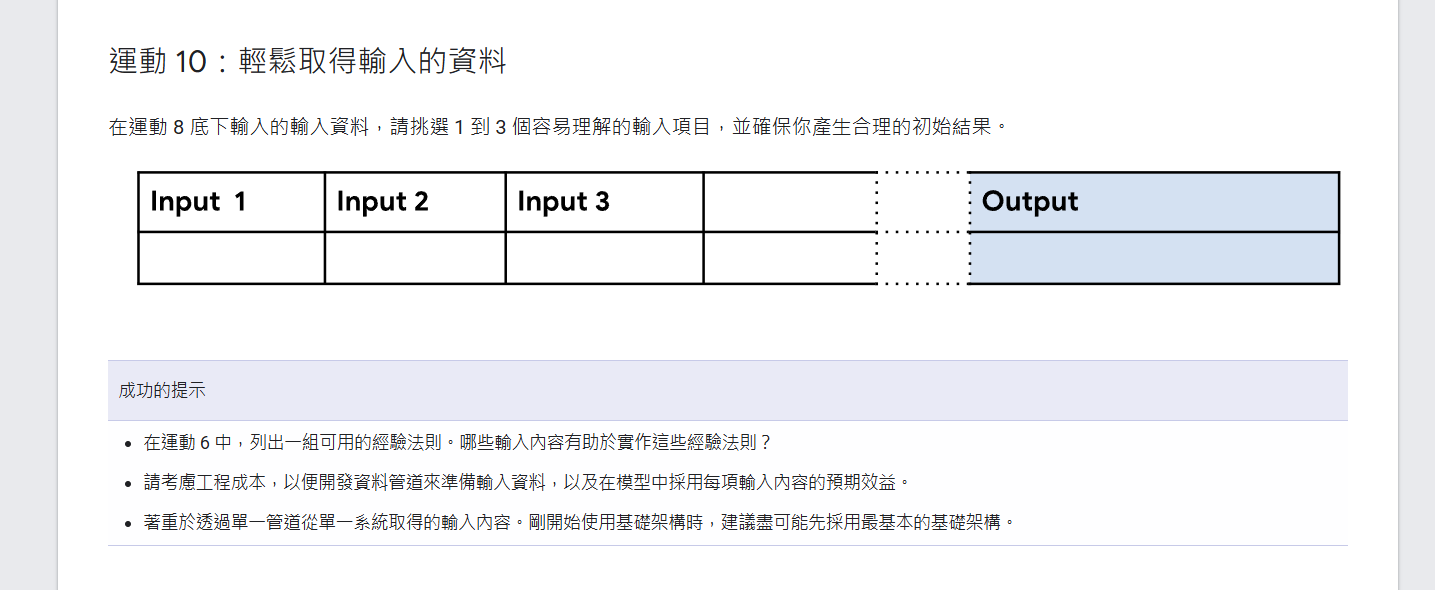 運動 10：輕鬆取得輸入的資料
在運動 8 底下輸入的輸入資料，請挑選 1 到 3 個容易理解的輸入項目，並確保你產生合理的初始結果。
Input 1 Input 2 Input 3 Output
成功的提示
• 在運動 6 中，列出一組可用的經驗法則。哪些輸入內容有助於實作這些經驗法則？
• 請考慮工程成本，以便開發資料管道來準備輸入資料，以及在模型中採用每項輸入內容的預期效益。
• 著重於透過單一管道從單一系統取得的輸入內容。剛開始使用基礎架構時，建議盡可能先採用最基本的基礎架構。